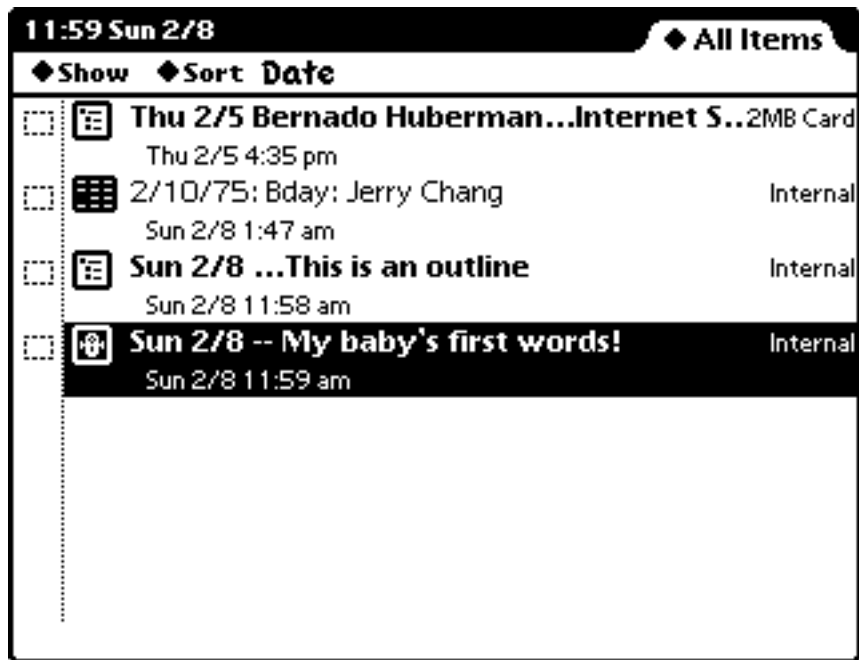 11:59 Sun 2/8
◆ All Items
◆Show ◆Sort Date
Thu 2/5 Bernado Huberman...Internet S..2MB Card
Thu 2/5 4:35 pm
2/10/75: Bday: Jerry Chang Internal
Sun 2/8 1:47 am
Sun 2/8 ...This is an outline Internal
Sun 2/8 11:58 am
Sun 2/8 -- My baby's first words! Internal
Sun 2/8 11:59 am